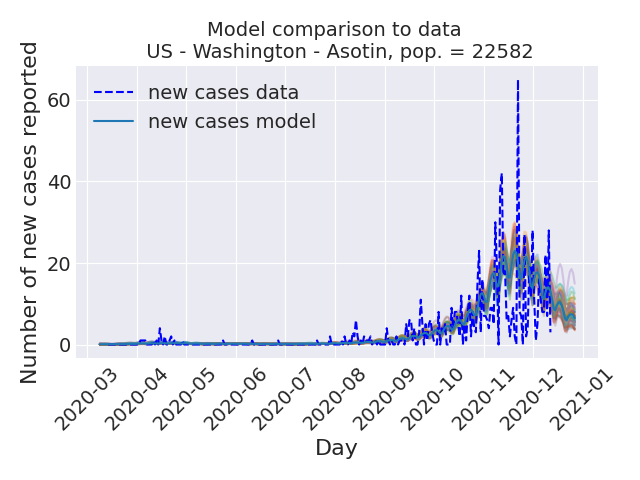 Model comparison to data
US - Washington - Asotin, pop. = 22582
Number of new cases reported
60
40
20
0
new cases data
new cases model
2020-03
2020-04
2020-05
2020-06
2020-07
2020-08
2020-09
2020-10
2020-11
2020-12
2021-01
Day